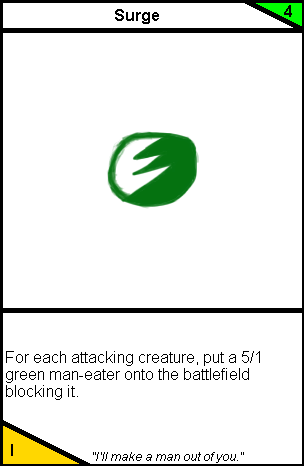 Surge
4
For each attacking creature, put a 5/1
green man-eater onto the battlefield
blocking it.
I
"I'll make a man out of you."